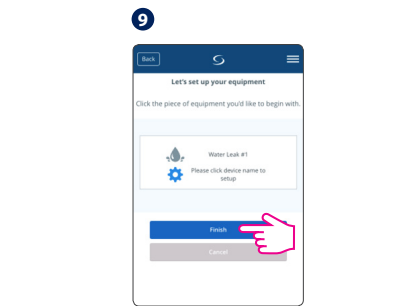 9
Back
Let's set up your equipment
Click the piece of equipment you'd like to begin with.
Water Leak #1
Please click device name to
setup
Finish
Cancel